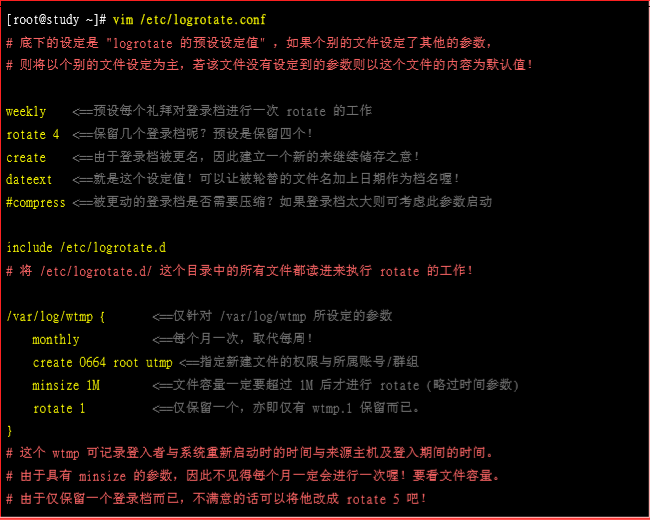 [root@study ~]# vim /etc/logrotate.conf
# 底下的设定是 "logrotate 的预设设定值" ，如果个别的文件设定了其他的参数，
# 则将以个别的文件设定为主，若该文件没有设定到的参数则以这个文件的内容为默认值！
weekly <==预设每个礼拜对登录档进行一次 rotate 的工作
rotate 4 <==保留几个登录档呢？预设是保留四个！
create <==由于登录档被更名，因此建立一个新的来继续储存之意！
dateext <==就是这个设定值！可以让被轮替的文件名加上日期作为档名喔！
#compress <==被更动的登录档是否需要压缩？如果登录档太大则可考虑此参数启动
include /etc/logrotate.d
# 将 /etc/logrotate.d/ 这个目录中的所有文件都读进来执行 rotate 的工作！
/var/log/wtmp { <==仅针对 /var/log/wtmp 所设定的参数
monthly <==每个月一次，取代每周！
create 0664 root utmp <==指定新建文件的权限与所属账号/群组
minsize 1M <==文件容量一定要超过 1M 后才进行 rotate (略过时间参数)
rotate 1 <==仅保留一个，亦即仅有 wtmp.1 保留而已。
}
# 这个 wtmp 可记录登入者与系统重新启动时的时间与来源主机及登入期间的时间。
# 由于具有 minsize 的参数，因此不见得每个月一定会进行一次喔！要看文件容量。
# 由于仅保留一个登录档而已，不满意的话可以将他改成 rotate 5 吧！